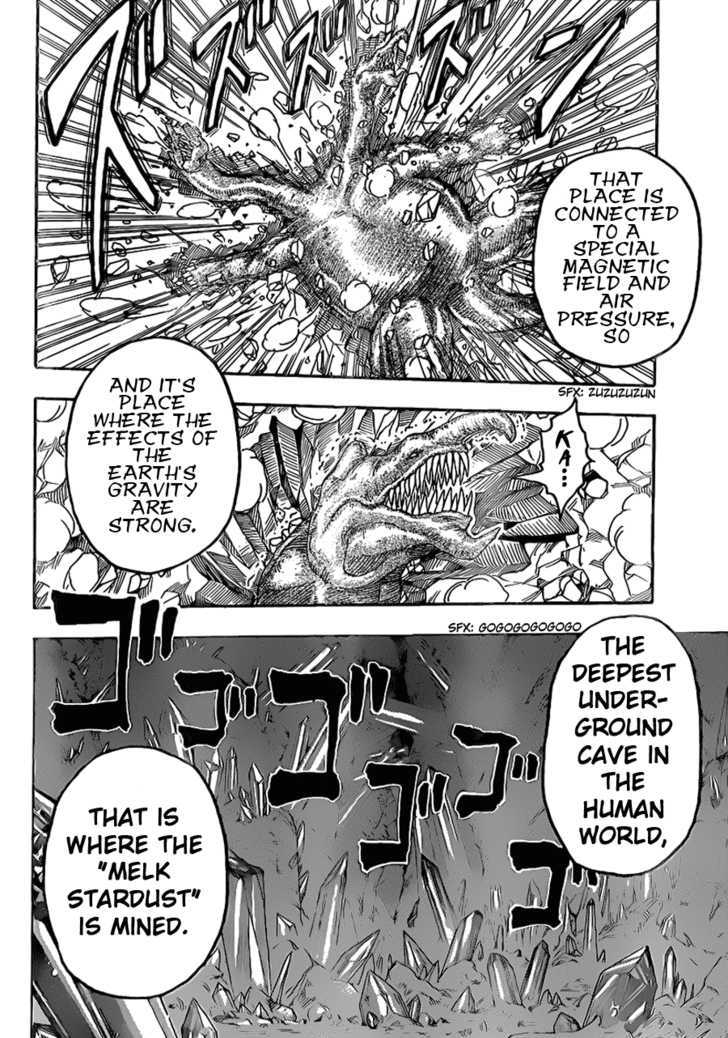 ズズズズズ
THAT
PLACE IS
CONNECTED
TO A
SPECIAL
MAGNETIC
FIELD AND
AIR
PRESSURE,
SO
SFX: ZUZUZUZUN
KA...
AND IT'S
PLACE
WHERE THE
EFFECTS OF
THE
EARTH'S
GRAVITY
ARE
STRONG.
SFX: GOGOGOGOGOGO
THE
DEEPEST
UNDER-
GROUND
CAVE IN
THE
HUMAN
WORLD,
ゴゴゴゴゴゴ
THAT IS
WHERE THE
"MELK
STARDUST"
IS MINED.